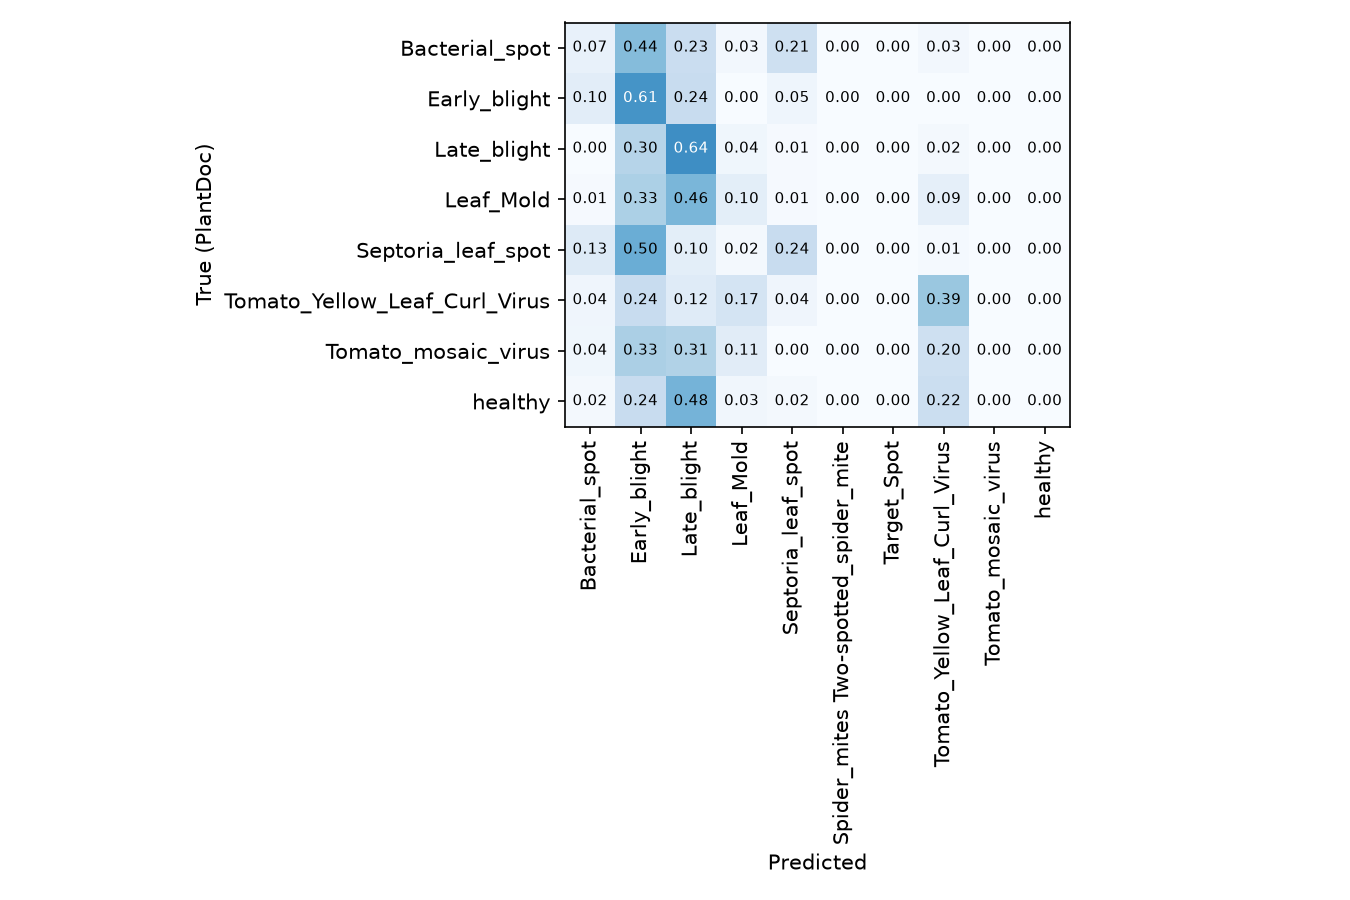 Bacterial_spot 0.07 0.44 0.23 0.03 0.21 0.00 0.00 0.03 0.00 0.00
Early_blight 0.10 0.61 0.24 0.00 0.05 0.00 0.00 0.00 0.00 0.00
Late_blight 0.00 0.30 0.64 0.04 0.01 0.00 0.00 0.02 0.00 0.00
Leaf_Mold 0.01 0.33 0.46 0.10 0.01 0.00 0.00 0.09 0.00 0.00
Septoria_leaf_spot 0.13 0.50 0.10 0.02 0.24 0.00 0.00 0.01 0.00 0.00
Tomato_Yellow_Leaf_Curl_Virus 0.04 0.24 0.12 0.17 0.04 0.00 0.00 0.39 0.00 0.00
Tomato_mosaic_virus 0.04 0.33 0.31 0.11 0.00 0.00 0.00 0.20 0.00 0.00
healthy 0.02 0.24 0.48 0.03 0.02 0.00 0.00 0.22 0.00 0.00
True (PlantDoc)
Bacterial_spot
Early_blight
Late_blight
Leaf_Mold
Septoria_leaf_spot
Spider_mites Two-spotted_spider_mite
Target_Spot
Tomato_Yellow_Leaf_Curl_Virus
Tomato_mosaic_virus
healthy
Predicted